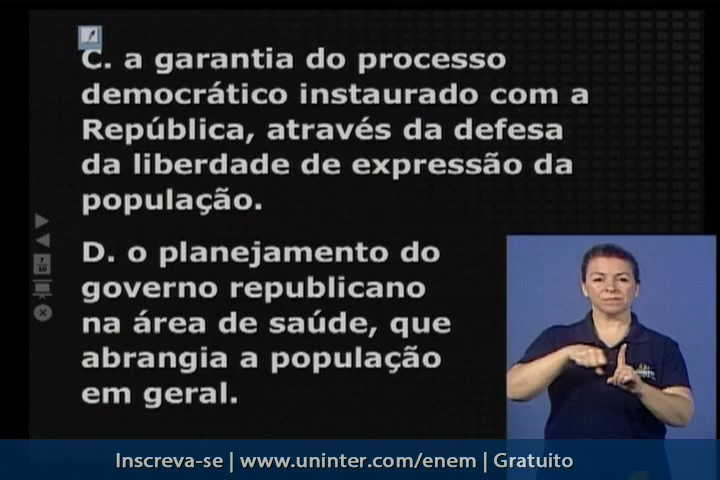 C. a garantia do processo
democrático instaurado com a
República, através da defesa
da liberdade de expressão da
população.
D. o planejamento do
governo republicano
na área de saúde, que
abrangia a população
em geral.
Inscreva-se | www.uninter.com/enem | Gratuito